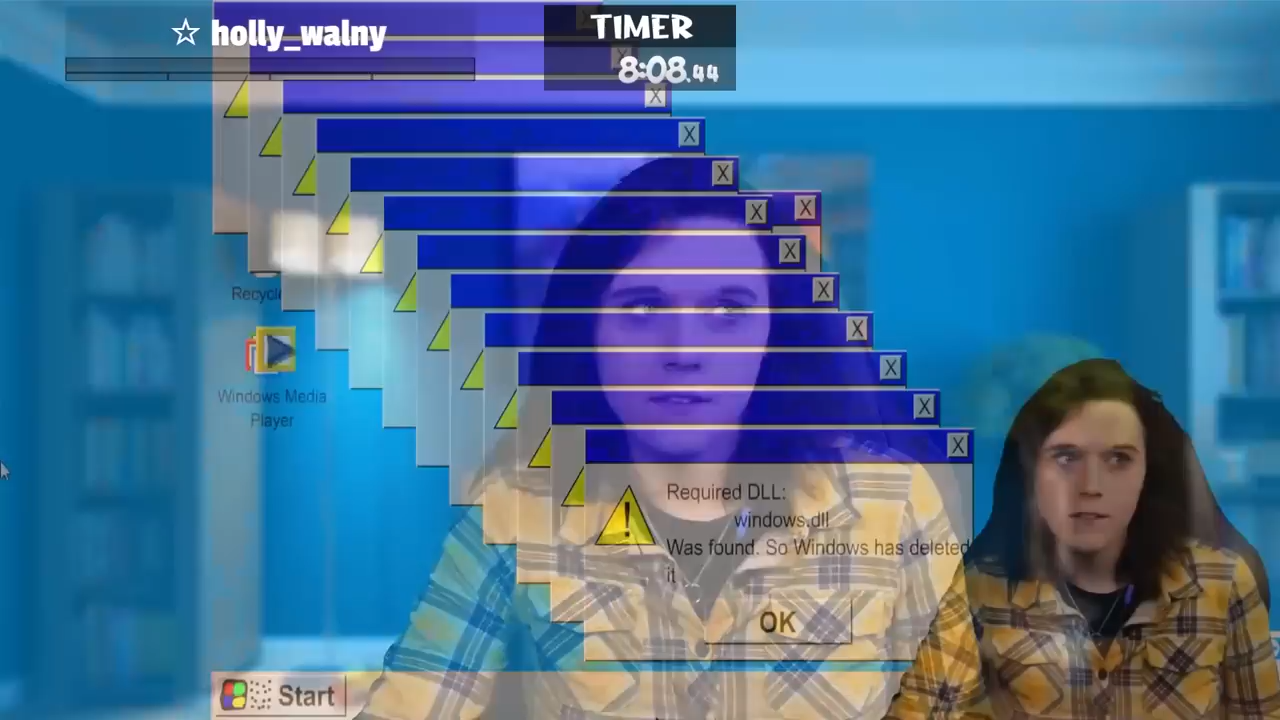 ☆ holly_walny
TIMER
8:08.44
X
X
X
X
X
X
X
X
X
X
X
X
X
Recycle
Windows Media
Player
Required DLL:
windows.dll
Was found. So Windows has deleted
it
OK
Start